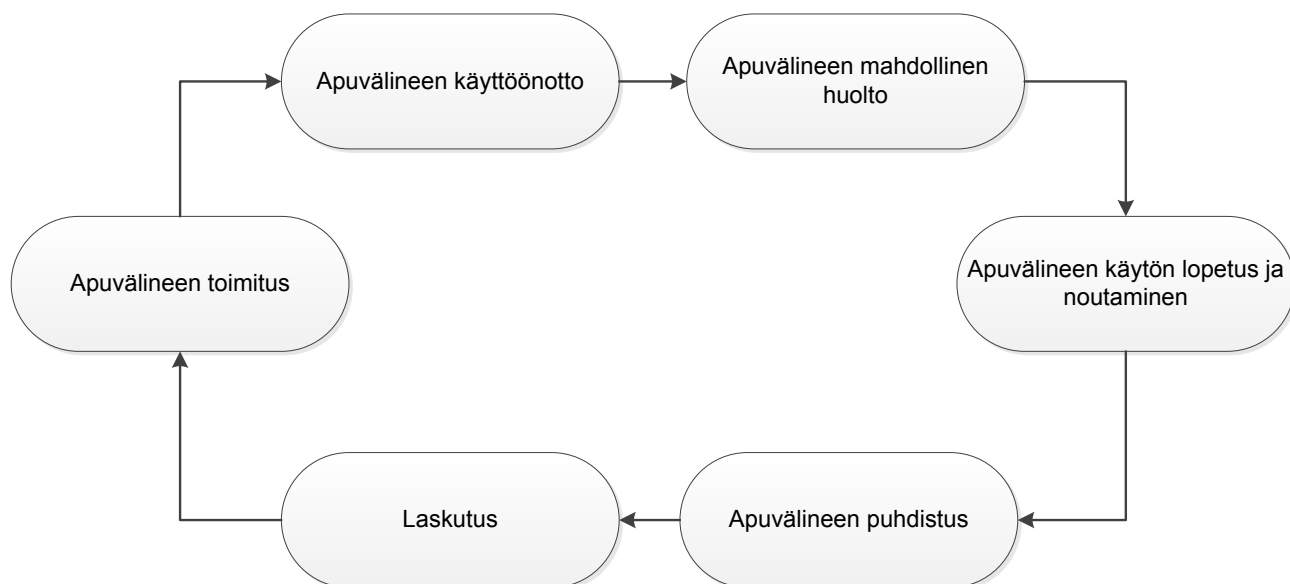 Apuvälineen käyttöönotto
Apuvälineen mahdollinen
huolto
Apuvälineen toimitus
Apuvälineen käytön lopetus ja
noutaminen
Laskutus
Apuvälineen puhdistus